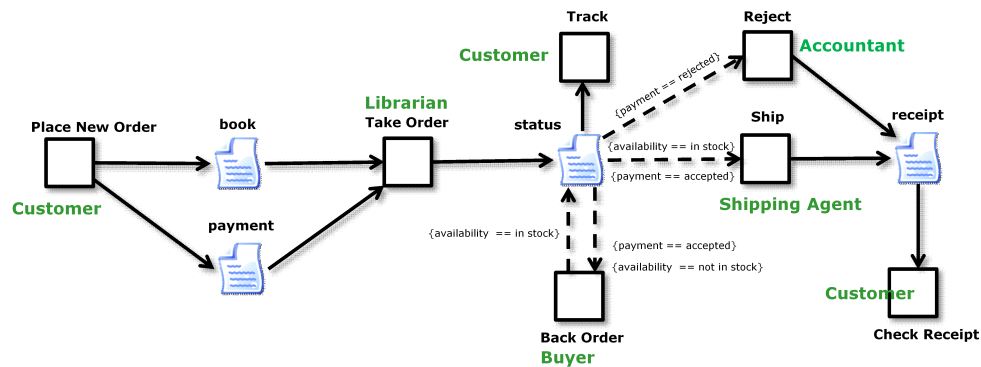 Track
Reject
Customer
Accountant
{payment == rejected}
Librarian
Take Order
Place New Order
book
status
Ship
receipt
{availability == in stock}
{payment == accepted}
Customer
Shipping Agent
payment
{availability == in stock}
{payment == accepted}
{availability == not in stock}
Customer
Back Order
Buyer
Check Receipt